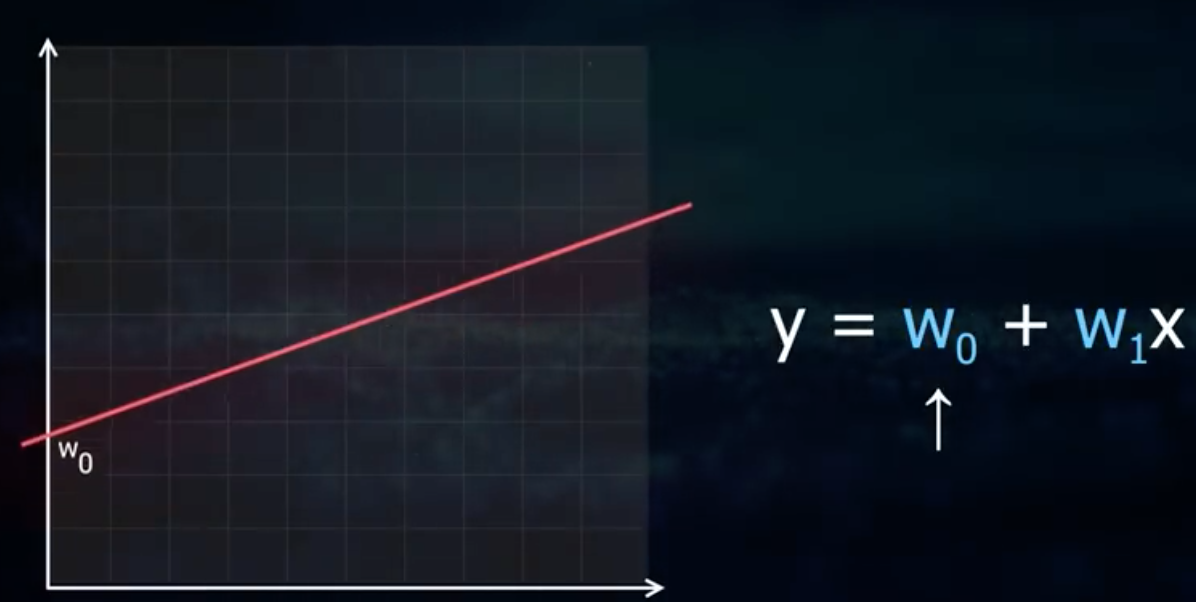 y = w₀ + w₁x
w₀